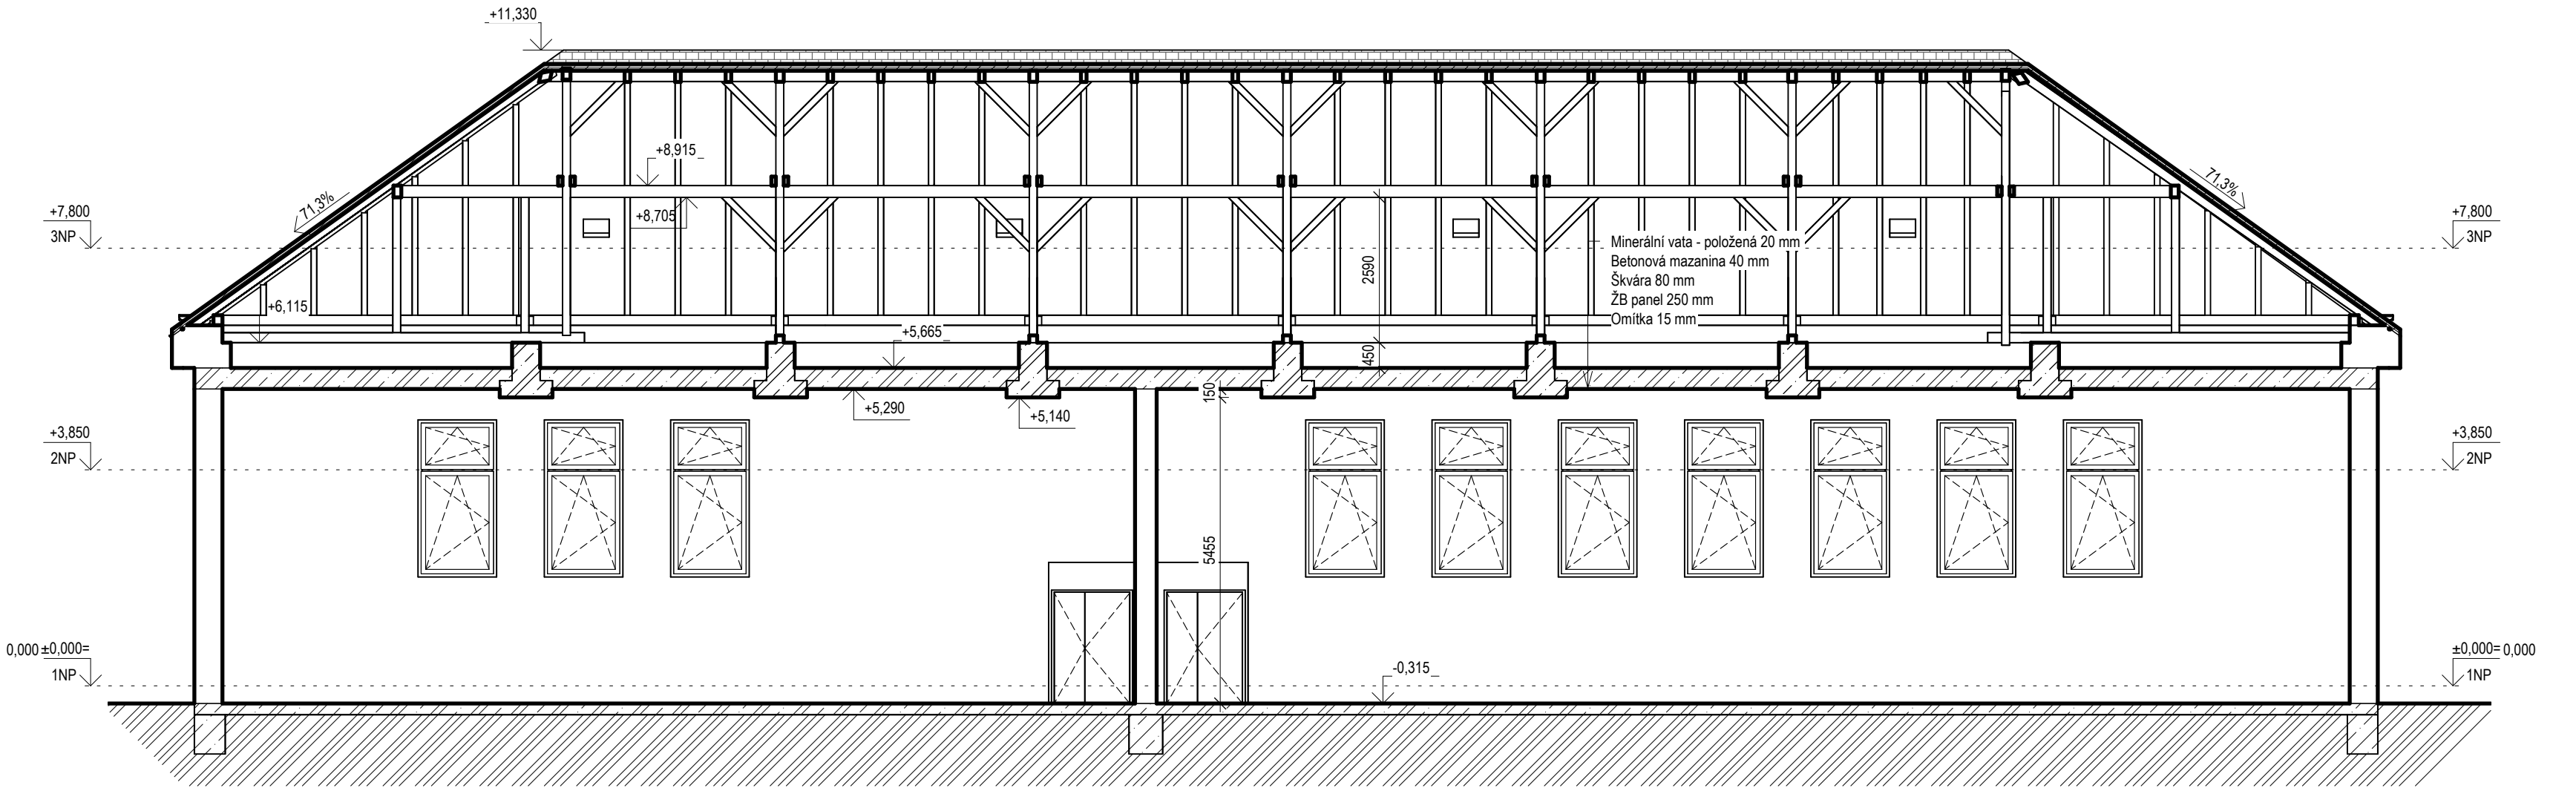 +11,330
+8,915
71,3%
71,3%
+7,800
3NP
+8,705
+7,800
3NP
Minerální vata - položená 20 mm
Betonová mazanina 40 mm
Škvára 80 mm
ŽB panel 250 mm
Omítka 15 mm
2590
+6,115
+5,665
450
150
+5,290
+5,140
+3,850
2NP
+3,850
2NP
5455
0,000 ±0,000=
1NP
-0,315
±0,000= 0,000
1NP